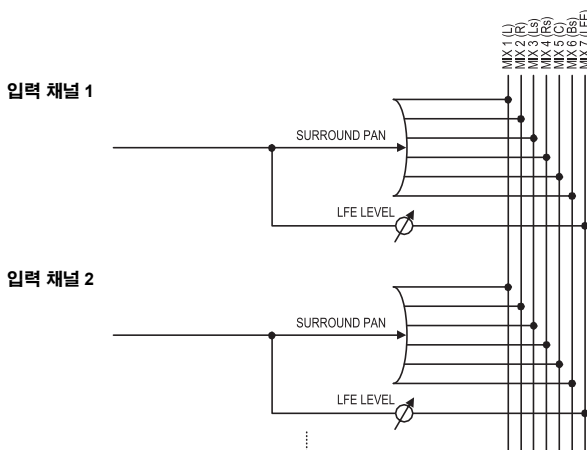 MIX 1 (L)
MIX 2 (R)
MIX 3 (Ls)
MIX 4 (Rs)
MIX 5 (C)
MIX 6 (Bs)
MIX 7 (LFE)
입력 채널 1
SURROUND PAN
LFE LEVEL
입력 채널 2
SURROUND PAN
LFE LEVEL